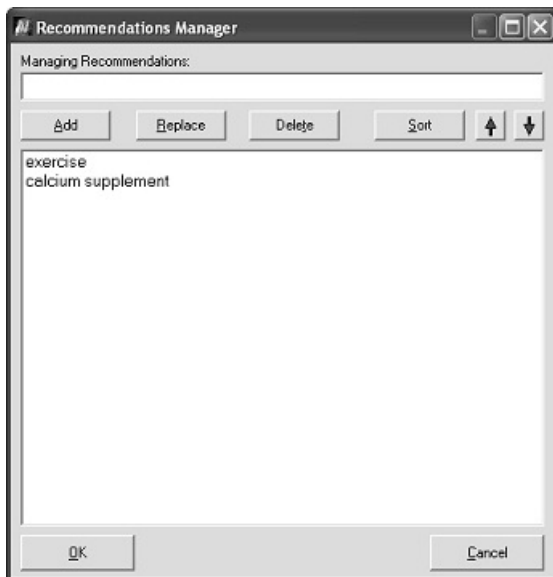 Recommendations Manager
Managing Recommendations:
Add Replace Delete Sort
exercise
calcium supplement
OK Cancel